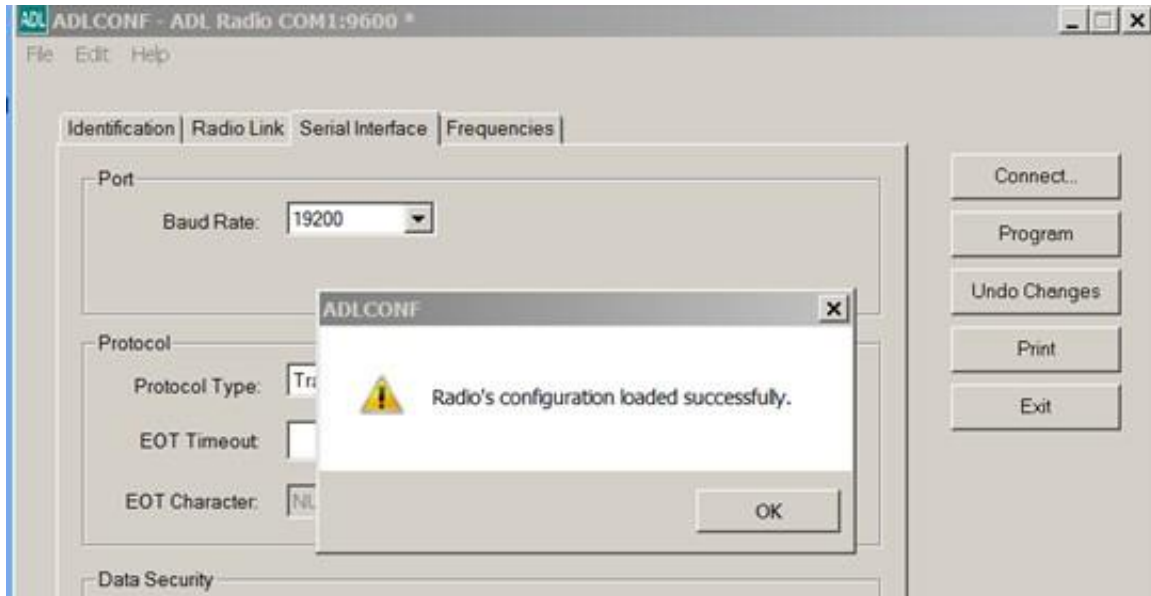 ADL ADLCONF - ADL Radio COM1:9600 *
File Edit Help
Identification Radio Link Serial Interface Frequencies
Port
Baud Rate: 19200
Protocol
Protocol Type:
EOT Timeout:
EOT Character:
Data Security
Connect...
Program
Undo Changes
Print
Exit
ADLCONF
Radio's configuration loaded successfully.
OK